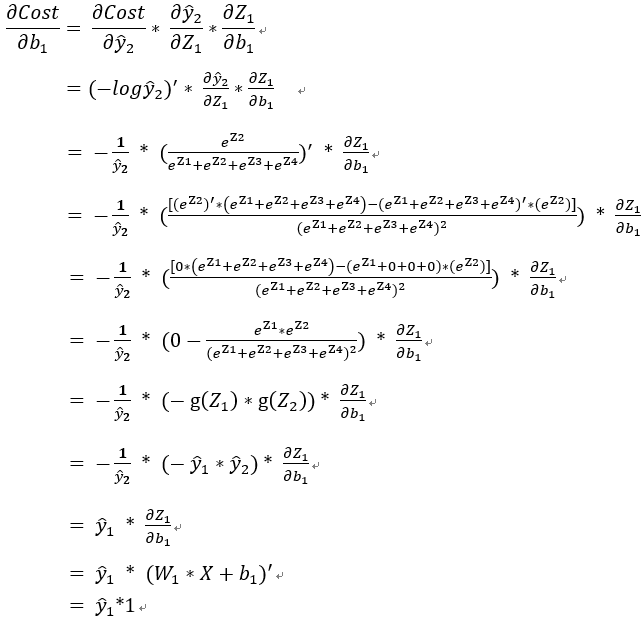 ∂Cost/∂b₁ = ∂Cost/∂ŷ₂ * ∂ŷ₂/∂Z₁ * ∂Z₁/∂b₁ ↵
= (−logŷ₂)′ * ∂ŷ₂/∂Z₁ * ∂Z₁/∂b₁ ↵
= − 1/ŷ₂ * (e^Z2/(e^Z1+e^Z2+e^Z3+e^Z4))′ * ∂Z₁/∂b₁ ↵
= − 1/ŷ₂ * ([(e^Z2)′*(e^Z1+e^Z2+e^Z3+e^Z4)−(e^Z1+e^Z2+e^Z3+e^Z4)′*(e^Z2)]/(e^Z1+e^Z2+e^Z3+e^Z4)²) * ∂Z₁/∂b₁
= − 1/ŷ₂ * ([0*(e^Z1+e^Z2+e^Z3+e^Z4)−(e^Z1+0+0+0)*(e^Z2)]/(e^Z1+e^Z2+e^Z3+e^Z4)²) * ∂Z₁/∂b₁ ↵
= − 1/ŷ₂ * (0 − e^Z1*e^Z2/(e^Z1+e^Z2+e^Z3+e^Z4)²) * ∂Z₁/∂b₁ ↵
= − 1/ŷ₂ * (− g(Z₁) * g(Z₂)) * ∂Z₁/∂b₁ ↵
= − 1/ŷ₂ * (− ŷ₁ * ŷ₂) * ∂Z₁/∂b₁ ↵
= ŷ₁ * ∂Z₁/∂b₁ ↵
= ŷ₁ * (W₁ * X + b₁)′ ↵
= ŷ₁*1 ↵